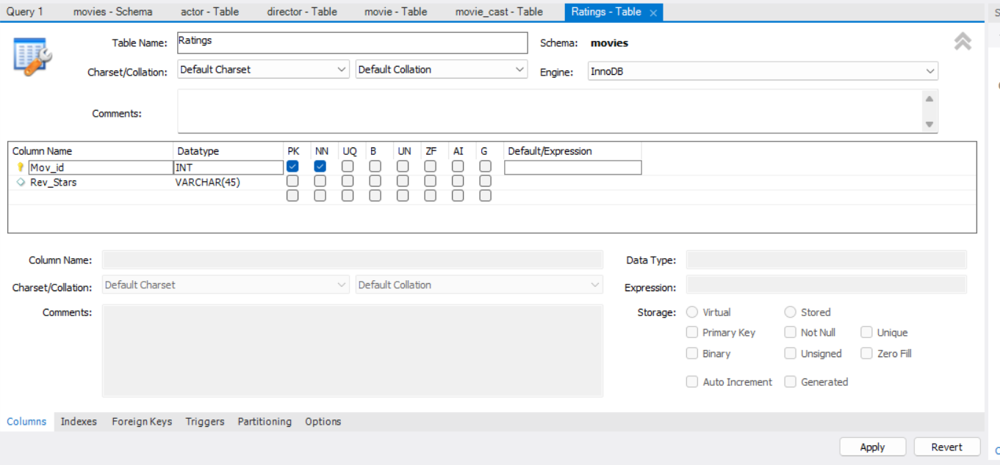 Query 1 movies - Schema actor - Table director - Table movie - Table movie_cast - Table Ratings - Table
Table Name: Ratings Schema: movies
Charset/Collation: Default Charset Default Collation Engine: InnoDB
Comments:
Column Name Datatype PK NN UQ B UN ZF AI G Default/Expression
Mov_id INT
Rev_Stars VARCHAR(45)
Column Name: Data Type:
Charset/Collation: Default Charset Default Collation Expression:
Comments: Storage: Virtual Stored
Primary Key Not Null Unique
Binary Unsigned Zero Fill
Auto Increment Generated
Columns Indexes Foreign Keys Triggers Partitioning Options
Apply Revert